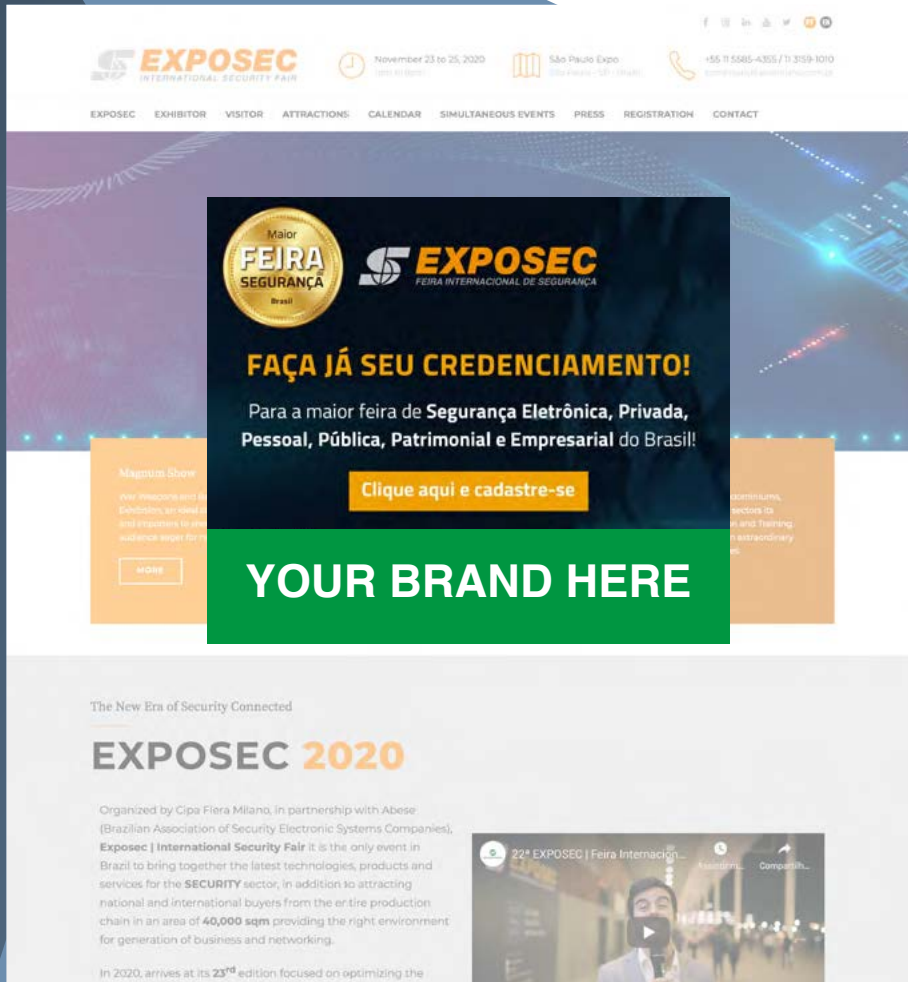 EXPOSEC
INTERNATIONAL SECURITY FAIR
November 23 to 25, 2020
São Paulo Expo
+55 11 5585-4355 / 11 3159-1010
EXPOSEC EXHIBITOR VISITOR ATTRACTIONS CALENDAR SIMULTANEOUS EVENTS PRESS REGISTRATION CONTACT
Maior
FEIRA
SEGURANÇA
Brasil
EXPOSEC
FEIRA INTERNACIONAL DE SEGURANÇA
FAÇA JÁ SEU CREDENCIAMENTO!
Para a maior feira de Segurança Eletrônica, Privada,
Pessoal, Pública, Patrimonial e Empresarial do Brasil!
Clique aqui e cadastre-se
YOUR BRAND HERE
Magnum Show
MORE
sectors its
and Training,
extraordinary
The New Era of Security Connected
EXPOSEC 2020
Organized by Cipa Fiera Milano, in partnership with Abese
(Brazilian Association of Security Electronic Systems Companies),
Exposec | International Security Fair it is the only event in
Brazil to bring together the latest technologies, products and
services for the SECURITY sector, in addition to attracting
national and international buyers from the entire production
chain in an area of 40,000 sqm providing the right environment
for generation of business and networking.
In 2020, arrives at its 23rd edition focused on optimizing the
22ª EXPOSEC | Feira Internacion...
Compartilh...